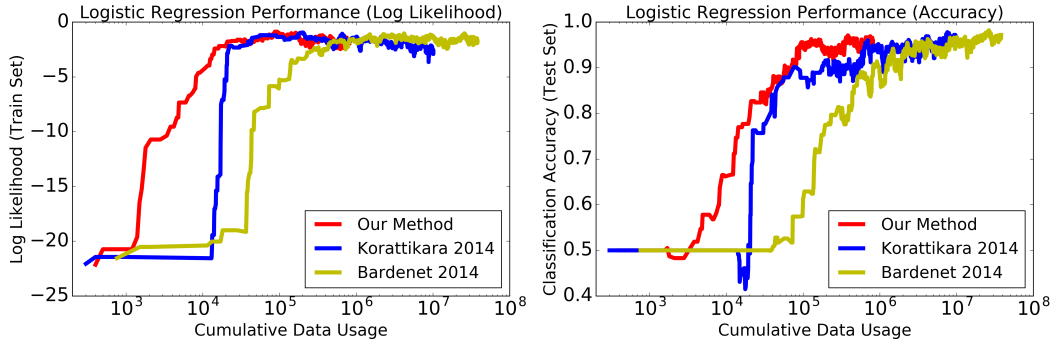 Logistic Regression Performance (Log Likelihood)
Log Likelihood (Train Set)
0
−5
−10
−15
−20
−25
10^3
10^4
10^5
10^6
10^7
10^8
Cumulative Data Usage
Our Method
Korattikara 2014
Bardenet 2014
Logistic Regression Performance (Accuracy)
Classification Accuracy (Test Set)
1.0
0.9
0.8
0.7
0.6
0.5
0.4
10^3
10^4
10^5
10^6
10^7
10^8
Cumulative Data Usage
Our Method
Korattikara 2014
Bardenet 2014